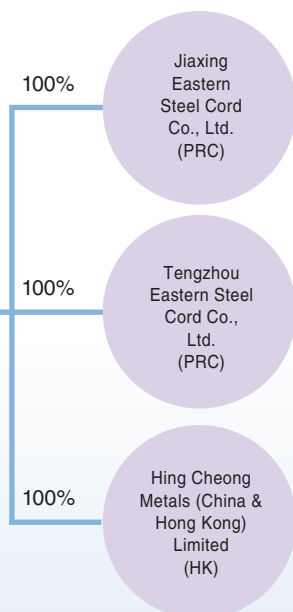 100%
Jiaxing
Eastern
Steel Cord
Co., Ltd.
(PRC)
100%
Tengzhou
Eastern Steel
Cord Co.,
Ltd.
(PRC)
100%
Hing Cheong
Metals (China &
Hong Kong)
Limited
(HK)